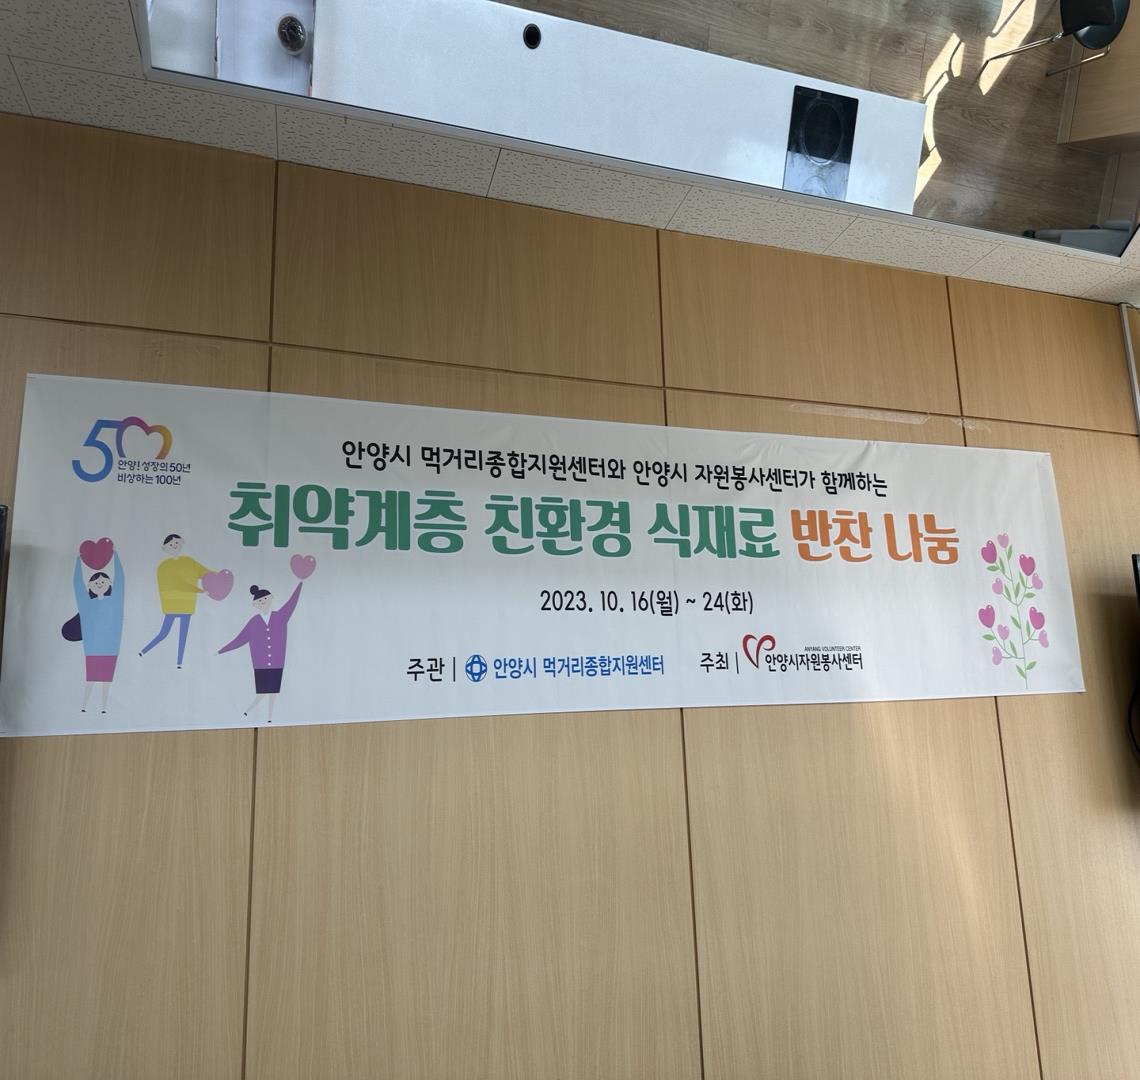 안양! 성장의 50년
비상하는 100년
안양시 먹거리종합지원센터와 안양시 자원봉사센터가 함께하는
취약계층 친환경 식재료 반찬 나눔
2023. 10. 16(월) ~ 24(화)
주관 | 안양시 먹거리종합지원센터
주최 | ANYANG VOLUNTEER CENTER
안양시자원봉사센터